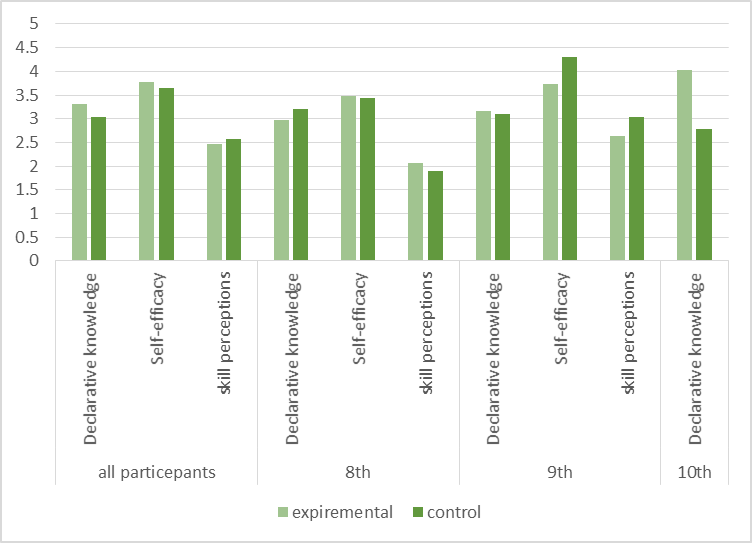 5
4.5
4
3.5
3
2.5
2
1.5
1
0.5
0
Declarative knowledge
Self-efficacy
skill perceptions
Declarative knowledge
Self-efficacy
skill perceptions
Declarative knowledge
Self-efficacy
skill perceptions
Declarative knowledge
all particepants
8th
9th
10th
expiremental
control